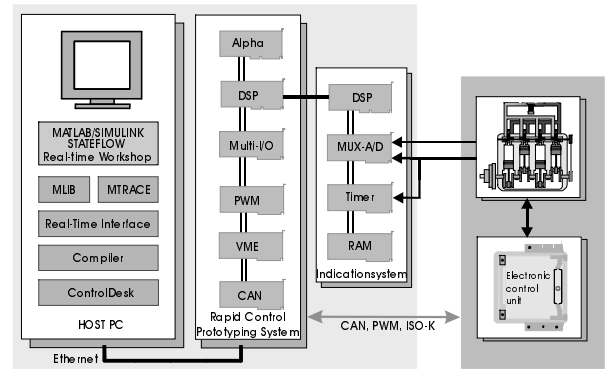 MATLAB/SIMULINK
STATEFLOW
Real-time Workshop
MLIB
MTRACE
Real-Time Interface
Compiler
ControlDesk
HOST PC
Ethernet
Alpha
DSP
Multi-I/O
PWM
VME
CAN
Rapid Control
Prototyping System
DSP
MUX-A/D
Timer
RAM
Indicationsystem
CAN, PWM, ISO-K
Electronic
control
unit